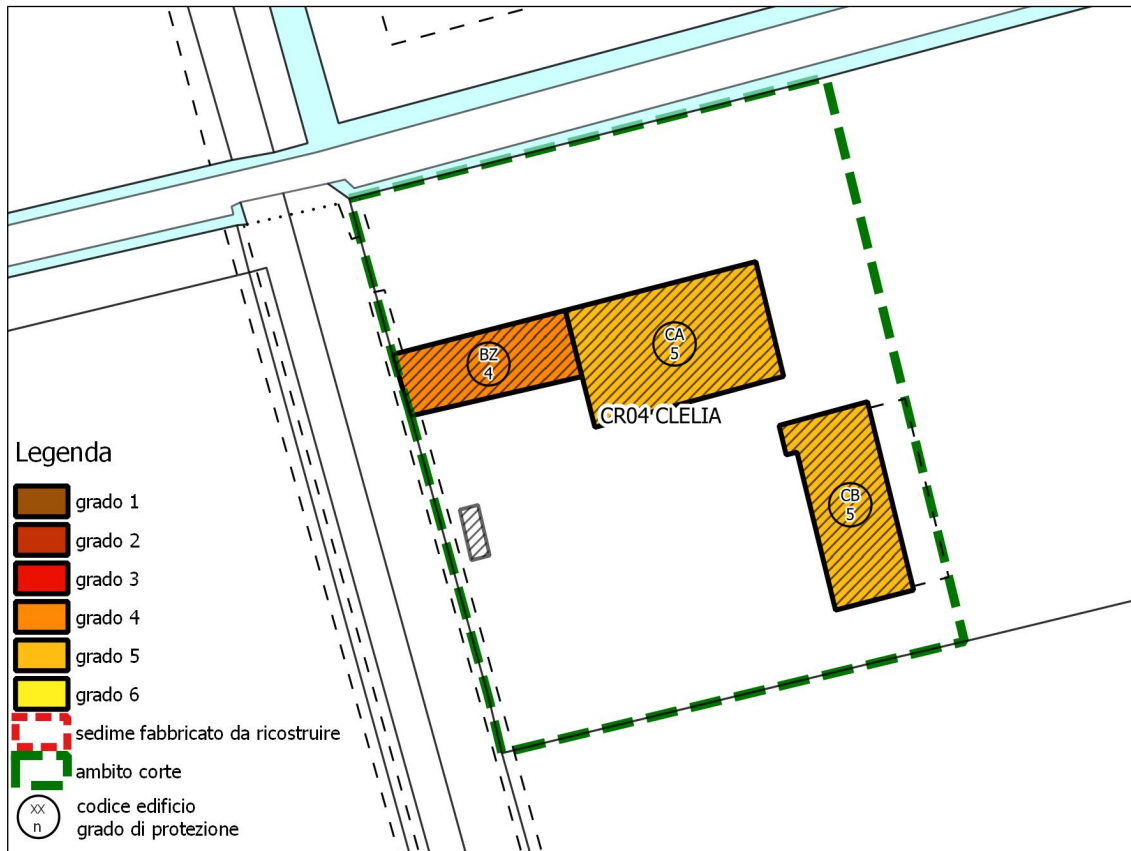 BZ
4
CA
5
CR04 CLELIA
CB
5
Legenda
grado 1
grado 2
grado 3
grado 4
grado 5
grado 6
sedime fabbricato da ricostruire
ambito corte
xx
n
codice edificio
grado di protezione